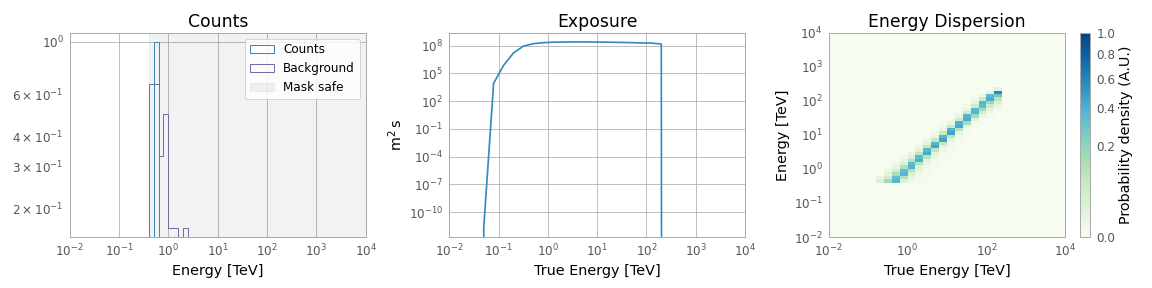 Counts
10⁰
6 × 10⁻¹
4 × 10⁻¹
3 × 10⁻¹
2 × 10⁻¹
10⁻² 10⁻¹ 10⁰ 10¹ 10² 10³ 10⁴
Energy [TeV]
Counts
Background
Mask safe
Exposure
m² s
10⁸
10⁵
10²
10⁻¹
10⁻⁴
10⁻⁷
10⁻¹⁰
10⁻² 10⁻¹ 10⁰ 10¹ 10² 10³ 10⁴
True Energy [TeV]
Energy Dispersion
Energy [TeV]
10⁴
10³
10²
10¹
10⁰
10⁻¹
10⁻²
10⁻² 10⁰ 10² 10⁴
True Energy [TeV]
1.0
0.8
0.6
0.4
0.2
0.0
Probability density (A.U.)